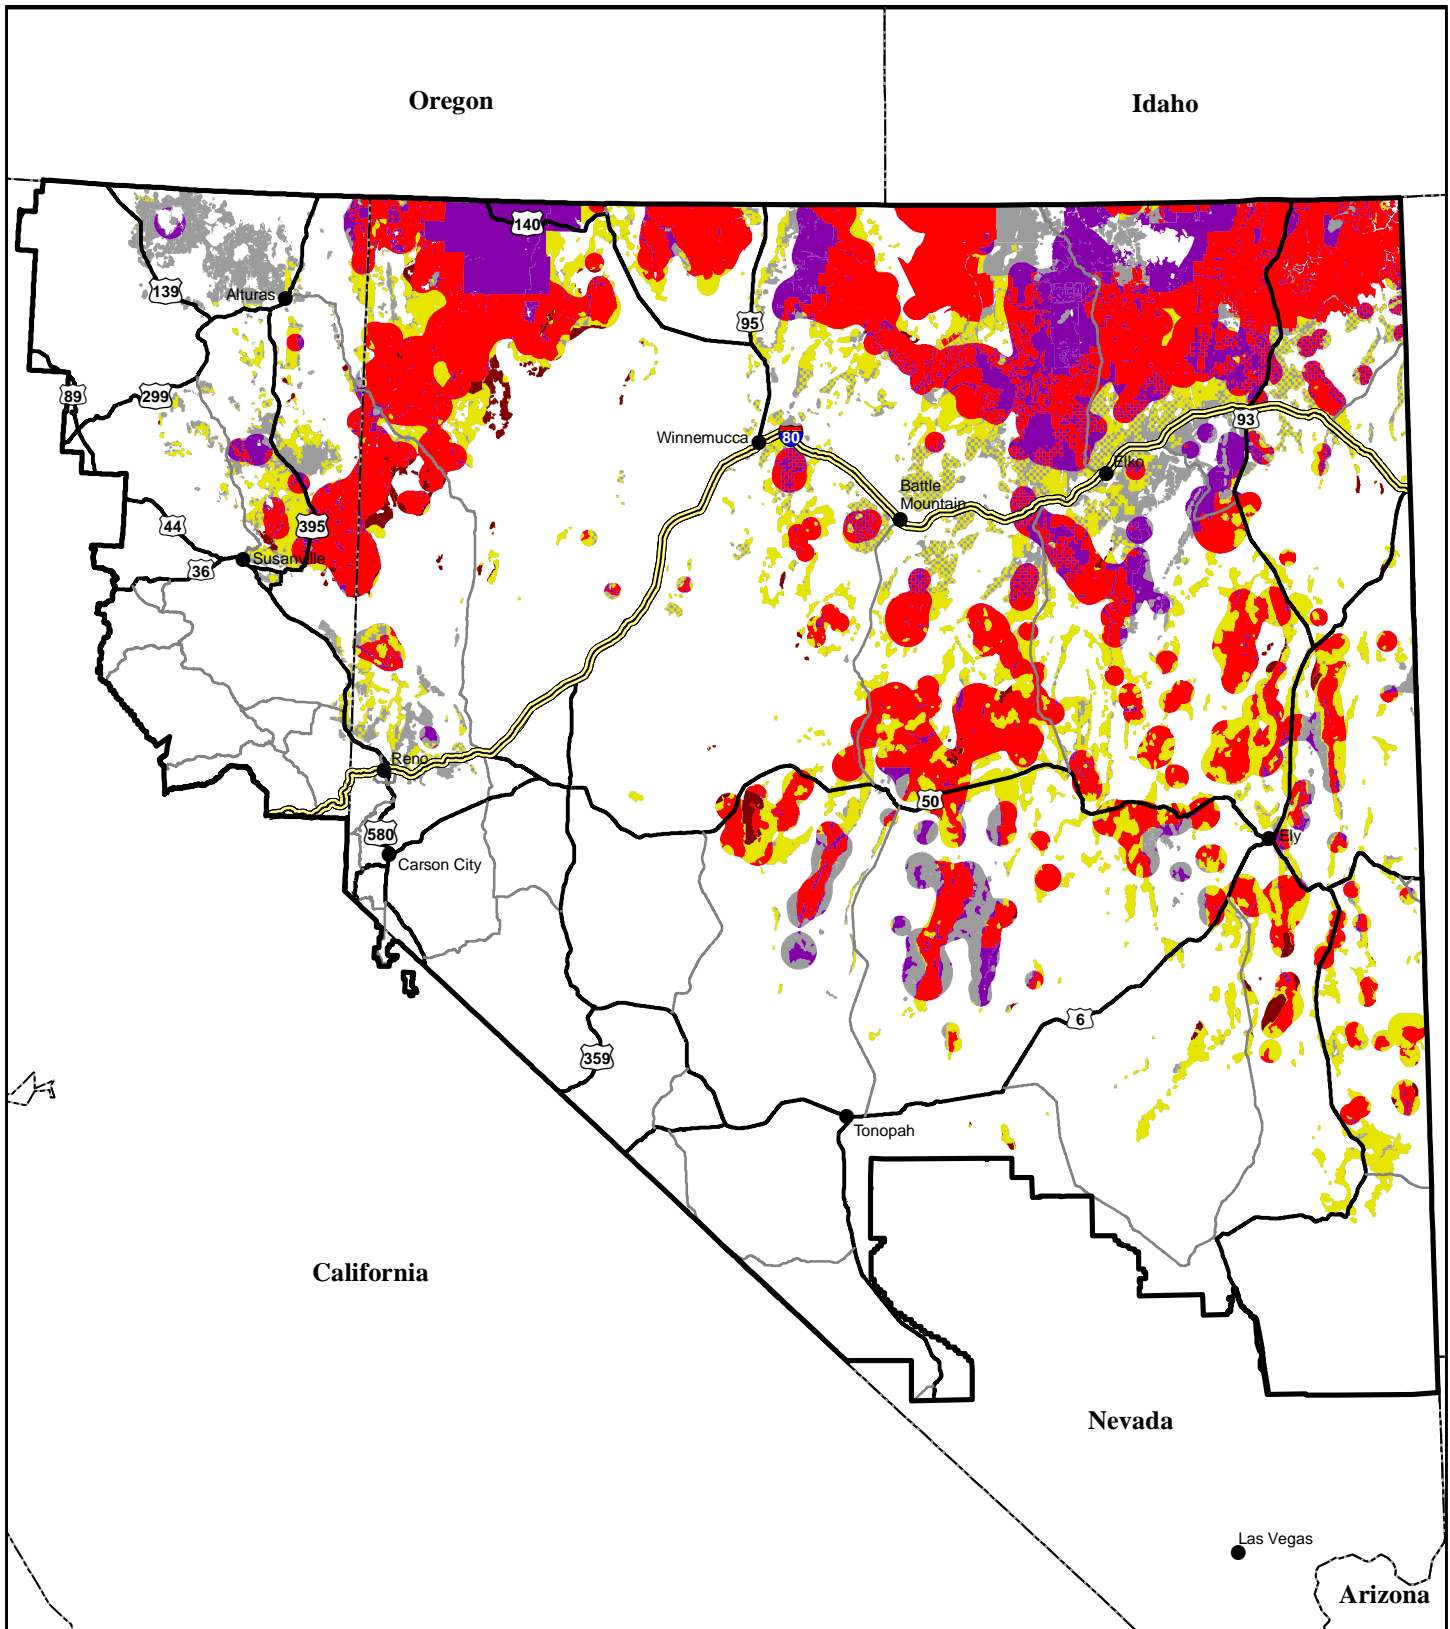 Oregon
Idaho
140
139
Alturas
95
89
299
93
Winnemucca
80
Elko
Battle
Mountain
44
395
Susanville
36
Reno
50
580
Carson City
Ely
6
359
Tonopah
California
Nevada
Las Vegas
Arizona